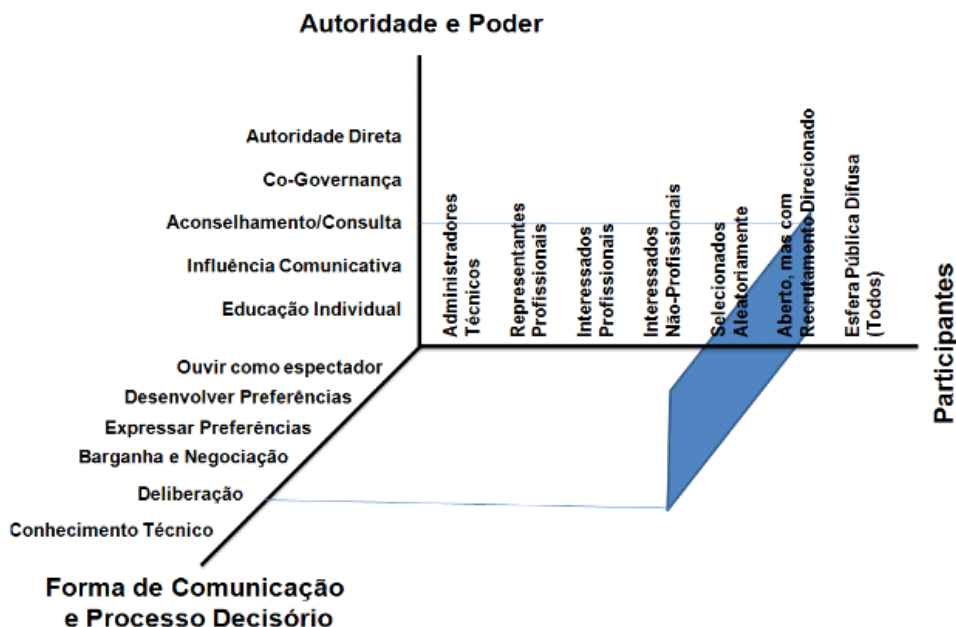 Autoridade e Poder
Autoridade Direta
Co-Governança
Aconselhamento/Consulta
Influência Comunicativa
Educação Individual
Administradores
Técnicos
Representantes
Profissionais
Interessados
Profissionais
Interessados
Não-Profissionais
Selecionados
Aleatoriamente
Aberto, mas com
Recrutamento Direcionado
Esfera Pública Difusa
(Todos)
Participantes
Ouvir como espectador
Desenvolver Preferências
Expressar Preferências
Barganha e Negociação
Deliberação
Conhecimento Técnico
Forma de Comunicação
e Processo Decisório